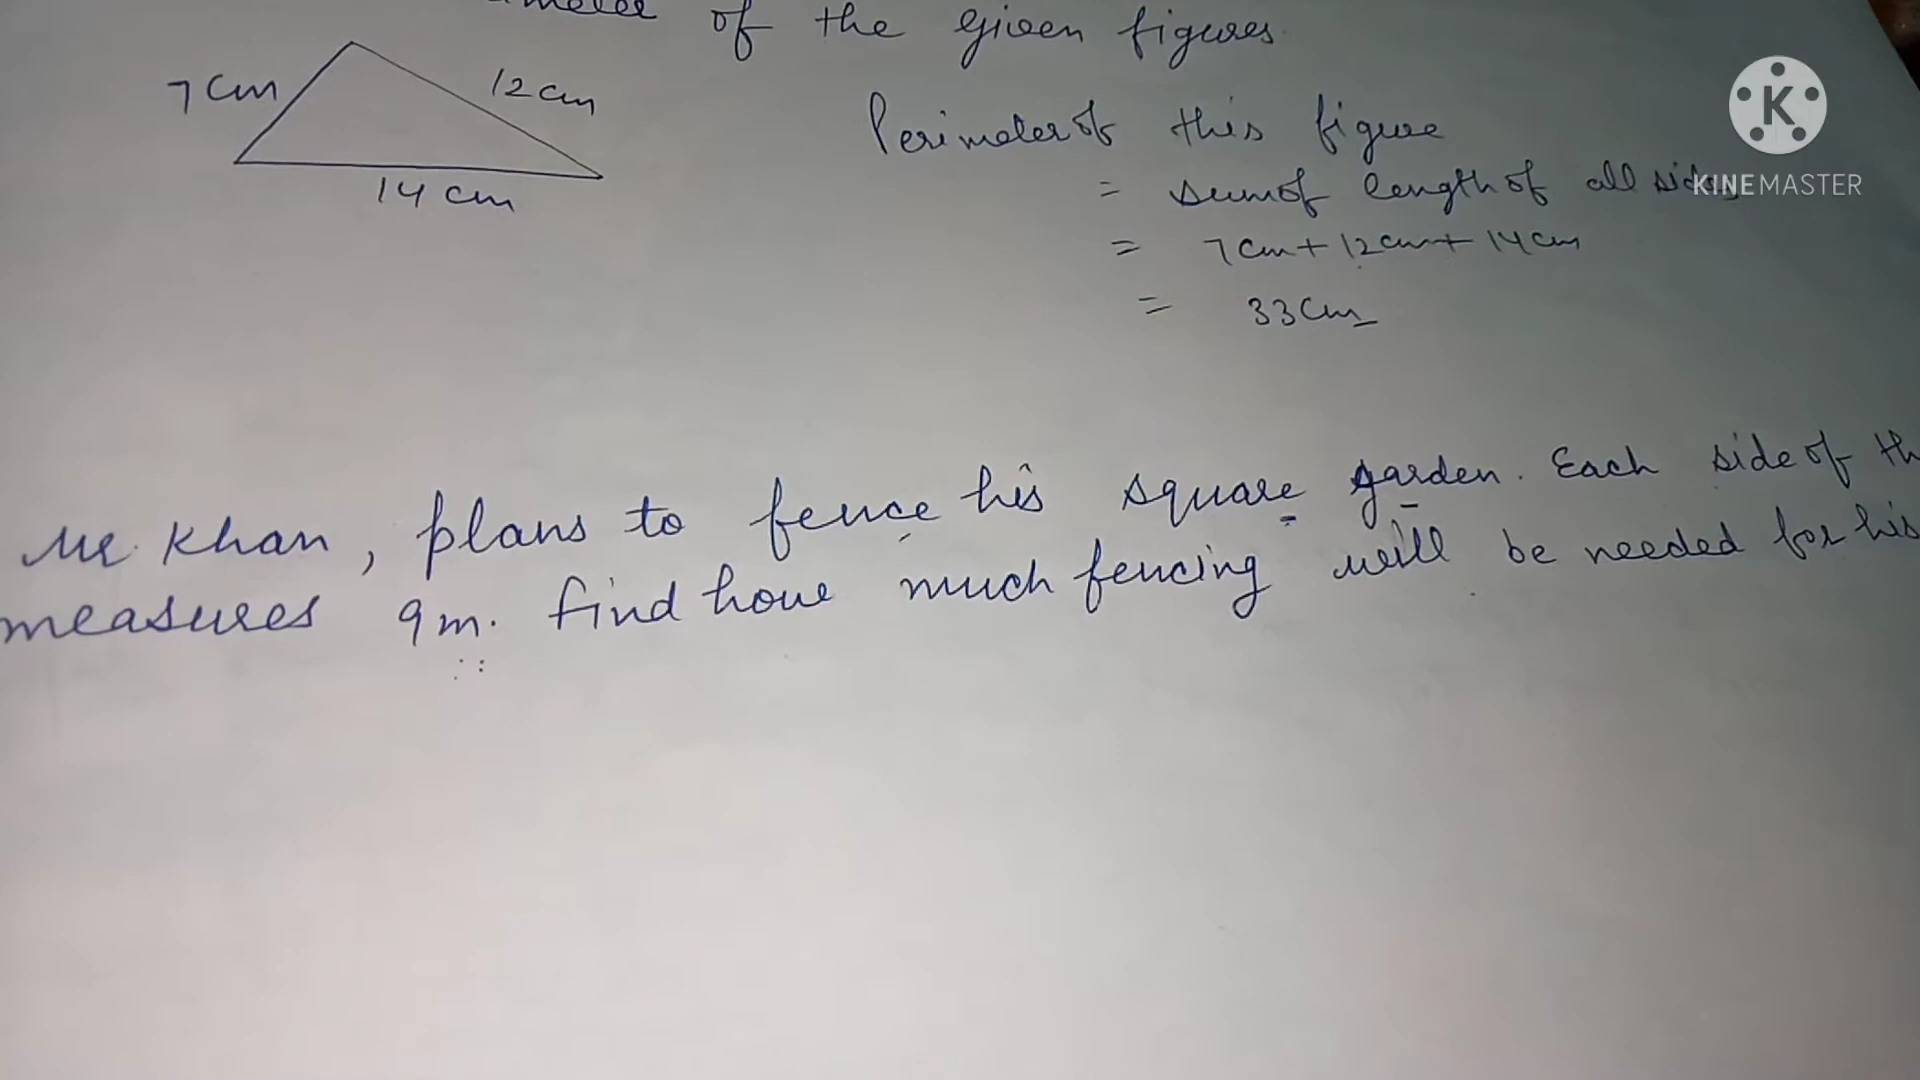 of the given figures
7 cm
12 cm
14 cm
Perimeter of this figure
= sum of length of all sides
= 7cm + 12cm + 14cm
= 33cm
K
KINEMASTER
Mr. Khan, plans to fence his square garden. Each side of th
measures 9m. find how much fencing will be needed for his